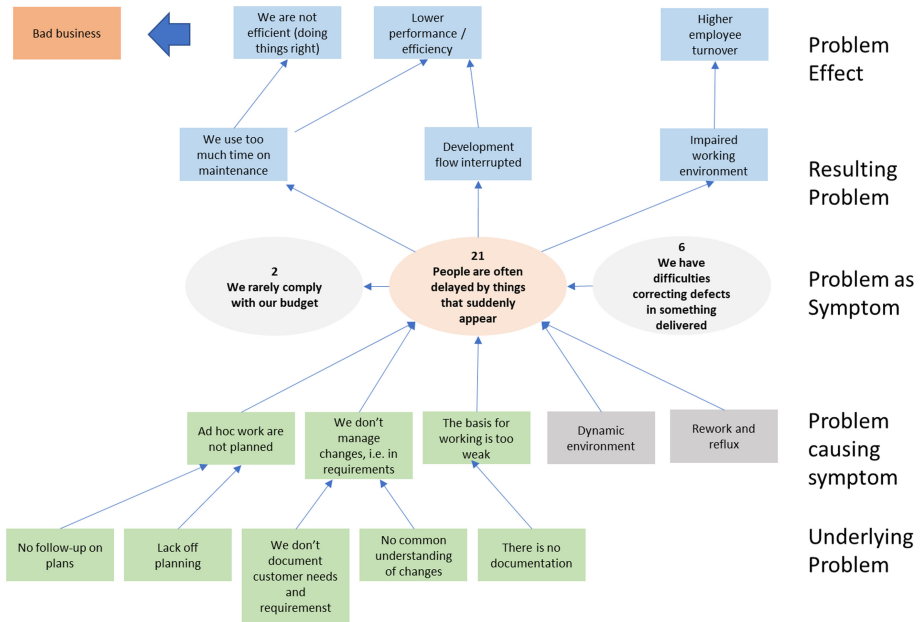 Bad business
We are not
efficient (doing
things right)
Lower
performance /
efficiency
Higher
employee
turnover
Problem
Effect
We use too
much time on
maintenance
Development
flow interrupted
Impaired
working
environment
Resulting
Problem
2
We rarely comply
with our budget
21
People are often
delayed by things
that suddenly
appear
6
We have
difficulties
correcting defects
in something
delivered
Problem as
Symptom
Ad hoc work are
not planned
We don't
manage
changes, i.e. in
requirements
The basis for
working is too
weak
Dynamic
environment
Rework and
reflux
Problem
causing
symptom
No follow-up on
plans
Lack off
planning
We don't
document
customer needs
and
requiremenst
No common
understanding
of changes
There is no
documentation
Underlying
Problem